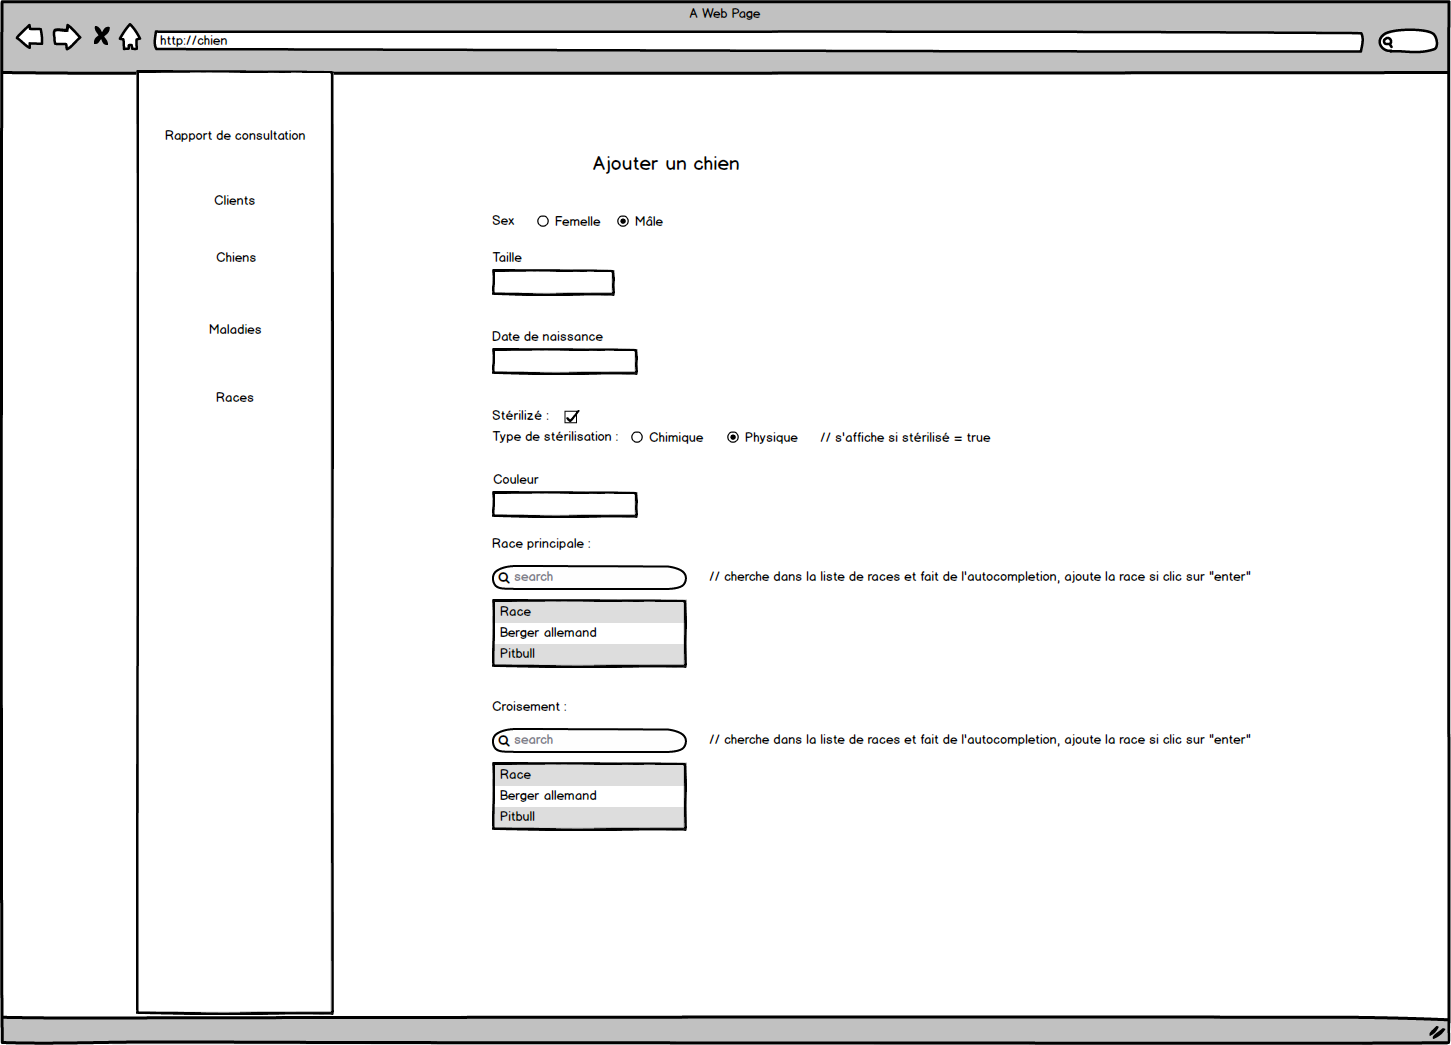 A Web Page
http://chien
Rapport de consultation
Clients
Chiens
Maladies
Races
Ajouter un chien
Sex Femelle Mâle
Taille
Date de naissance
Stérilizé :
Type de stérilisation : Chimique Physique // s'affiche si stérilisé = true
Couleur
Race principale :
search // cherche dans la liste de races et fait de l'autocompletion, ajoute la race si clic sur "enter"
Race
Berger allemand
Pitbull
Croisement :
search // cherche dans la liste de races et fait de l'autocompletion, ajoute la race si clic sur "enter"
Race
Berger allemand
Pitbull